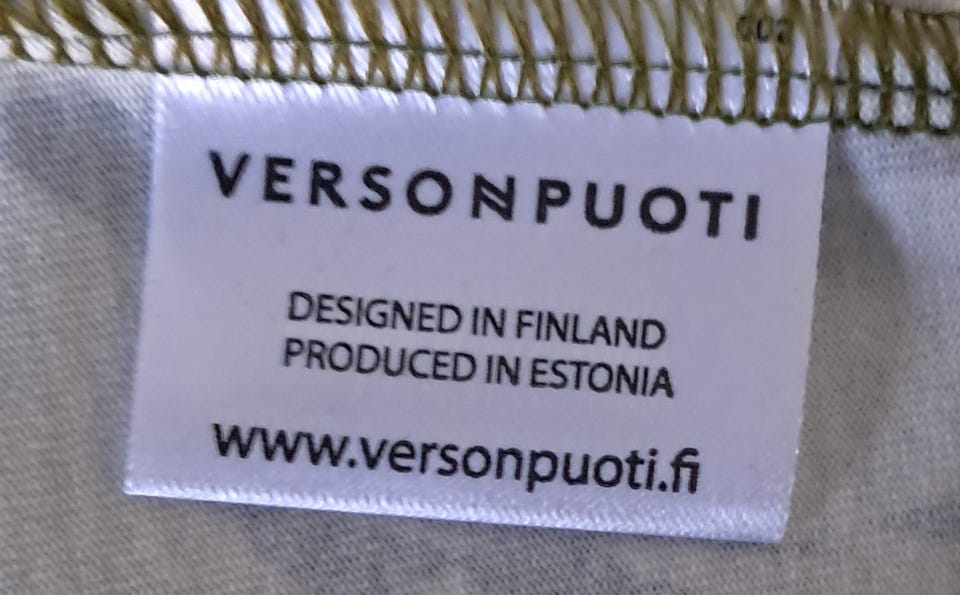 VERSONPUOTI
DESIGNED IN FINLAND
PRODUCED IN ESTONIA
www.versonpuoti.fi